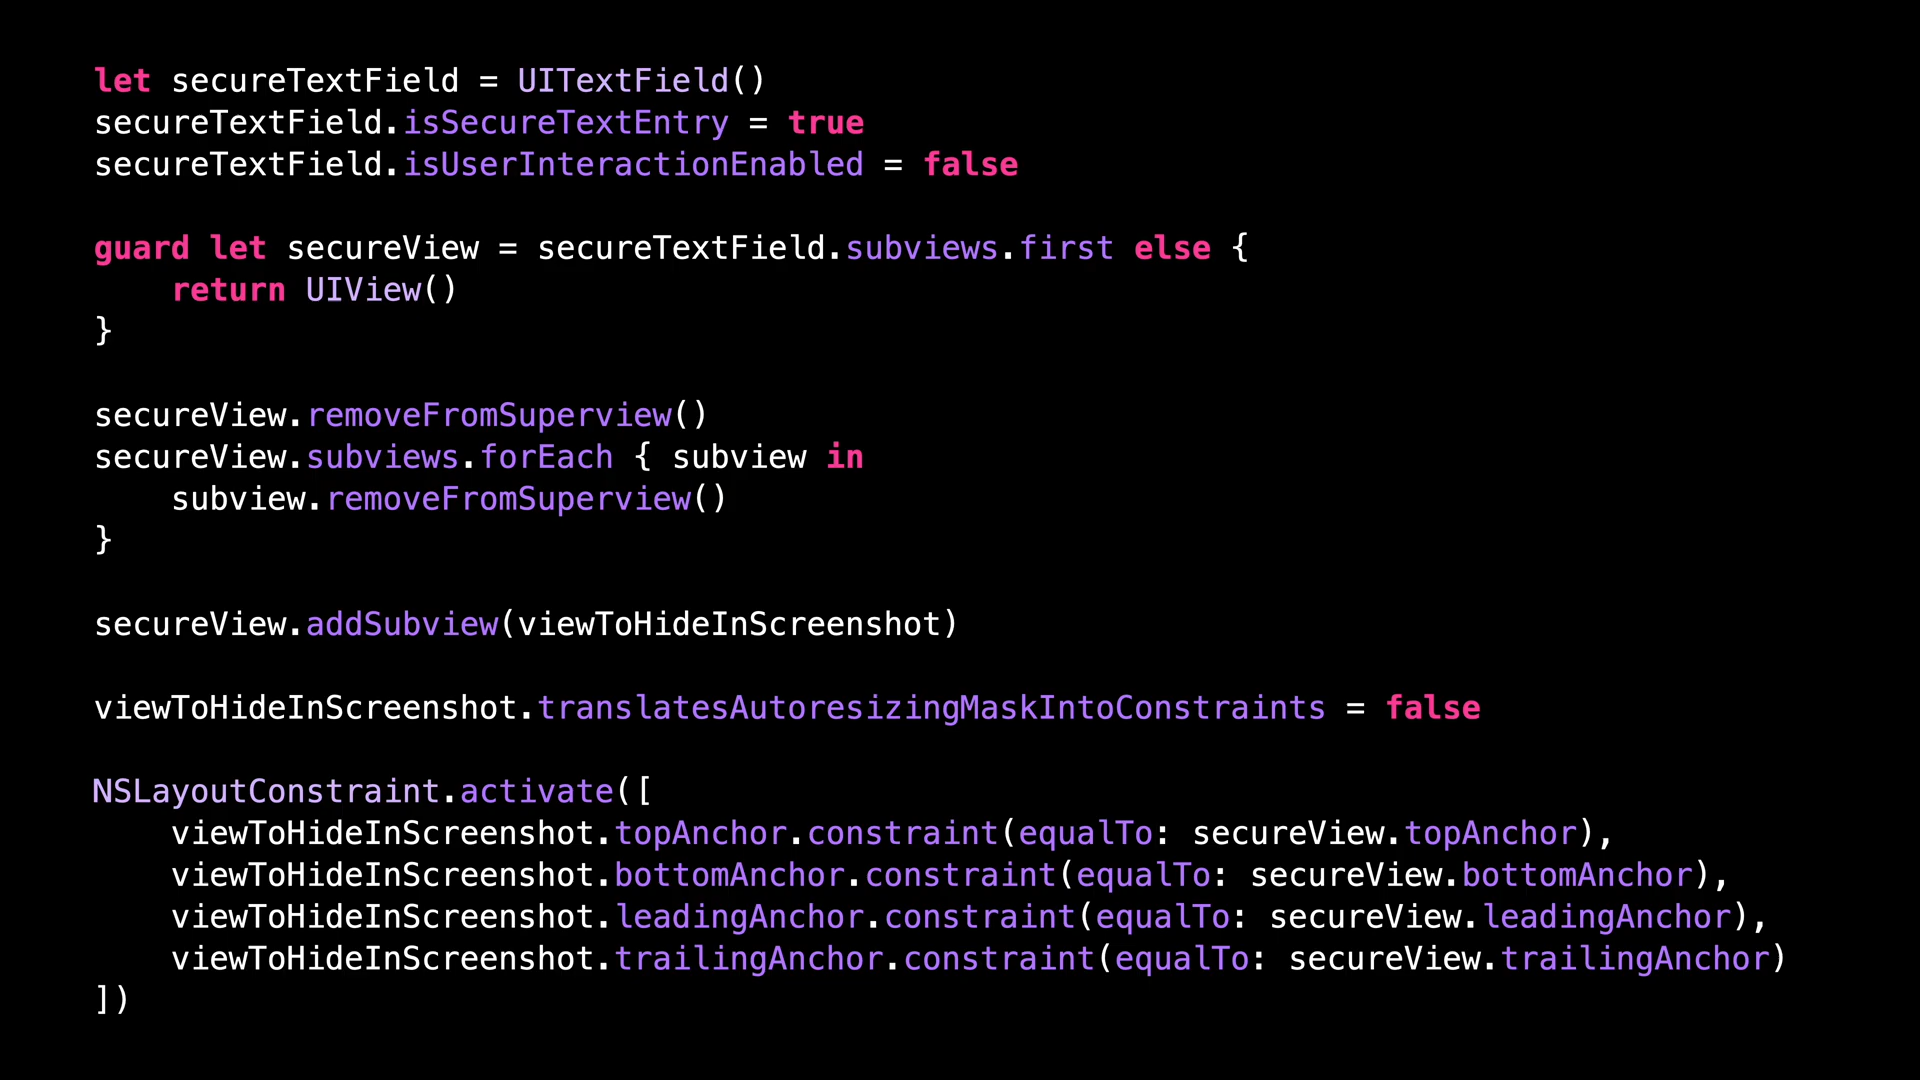 let secureTextField = UITextField()
secureTextField.isSecureTextEntry = true
secureTextField.isUserInteractionEnabled = false

guard let secureView = secureTextField.subviews.first else {
    return UIView()
}

secureView.removeFromSuperview()
secureView.subviews.forEach { subview in
    subview.removeFromSuperview()
}

secureView.addSubview(viewToHideInScreenshot)

viewToHideInScreenshot.translatesAutoresizingMaskIntoConstraints = false

NSLayoutConstraint.activate([
    viewToHideInScreenshot.topAnchor.constraint(equalTo: secureView.topAnchor),
    viewToHideInScreenshot.bottomAnchor.constraint(equalTo: secureView.bottomAnchor),
    viewToHideInScreenshot.leadingAnchor.constraint(equalTo: secureView.leadingAnchor),
    viewToHideInScreenshot.trailingAnchor.constraint(equalTo: secureView.trailingAnchor)
])